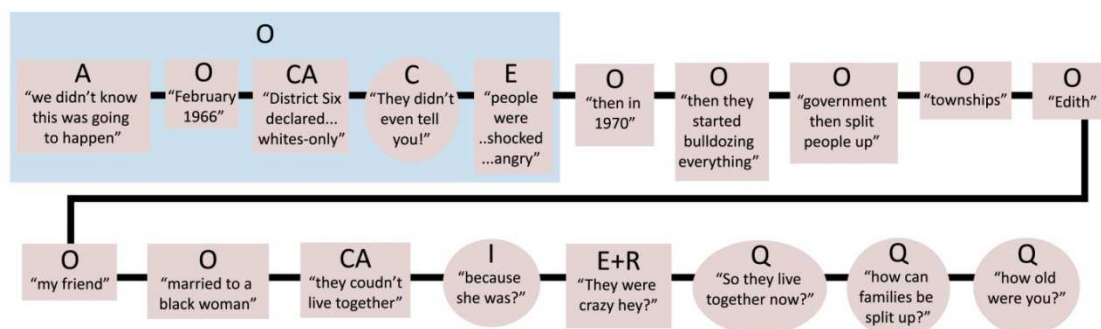 O
A
“we didn’t know
this was going
to happen”
O
“February
1966”
CA
“District Six
declared...
whites-only”
C
“They didn’t
even tell
you!”
E
“people
were
..shocked
...angry”
O
“then in
1970”
O
“then they
started
bulldozing
everything”
O
“government
then split
people up”
O
“townships”
O
“Edith”
O
“my friend”
O
“married to a
black woman”
CA
“they coudn’t
live together”
I
“because
she was?”
E+R
“They were
crazy hey?”
Q
“So they live
together now?”
Q
“how can
families be
split up?”
Q
“how old
were you?”